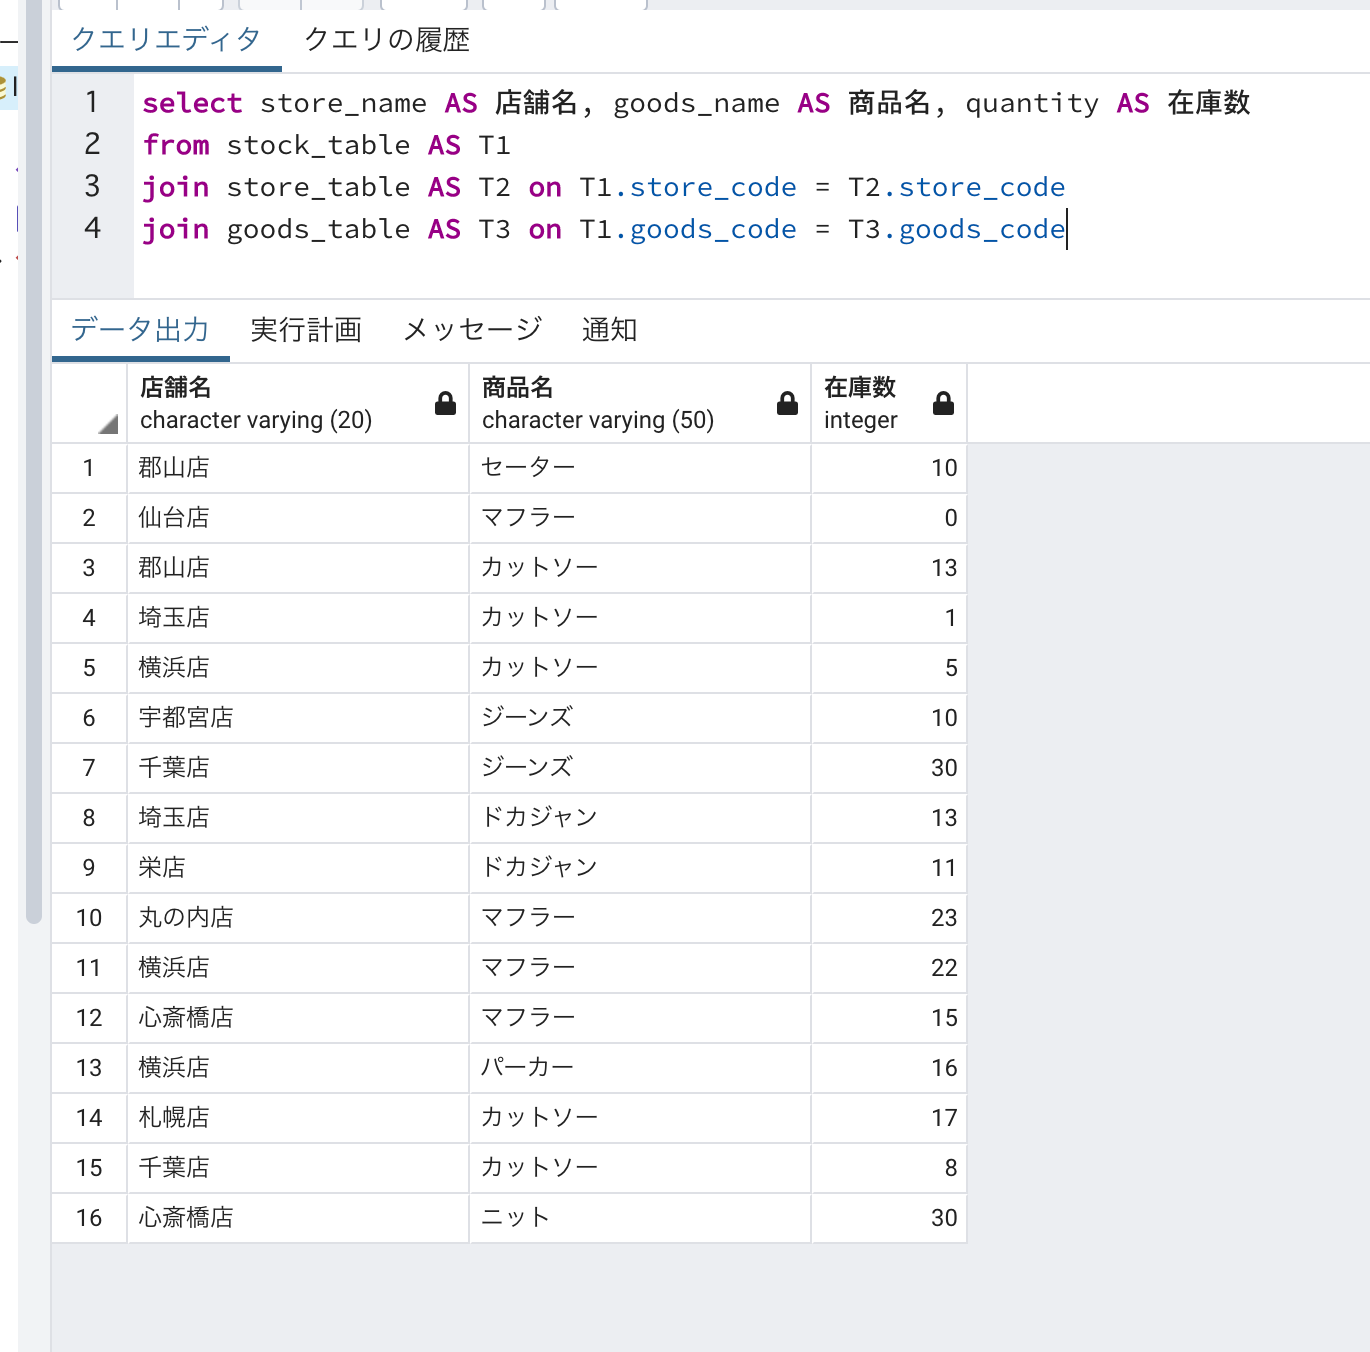 クエリエディタ クエリの履歴
1 select store_name AS 店舗名, goods_name AS 商品名, quantity AS 在庫数
2 from stock_table AS T1
3 join store_table AS T2 on T1.store_code = T2.store_code
4 join goods_table AS T3 on T1.goods_code = T3.goods_code
データ出力 実行計画 メッセージ 通知
店舗名 商品名 在庫数
character varying (20) character varying (50) integer
1 郡山店 セーター 10
2 仙台店 マフラー 0
3 郡山店 カットソー 13
4 埼玉店 カットソー 1
5 横浜店 カットソー 5
6 宇都宮店 ジーンズ 10
7 千葉店 ジーンズ 30
8 埼玉店 ドカジャン 13
9 栄店 ドカジャン 11
10 丸の内店 マフラー 23
11 横浜店 マフラー 22
12 心斎橋店 マフラー 15
13 横浜店 パーカー 16
14 札幌店 カットソー 17
15 千葉店 カットソー 8
16 心斎橋店 ニット 30